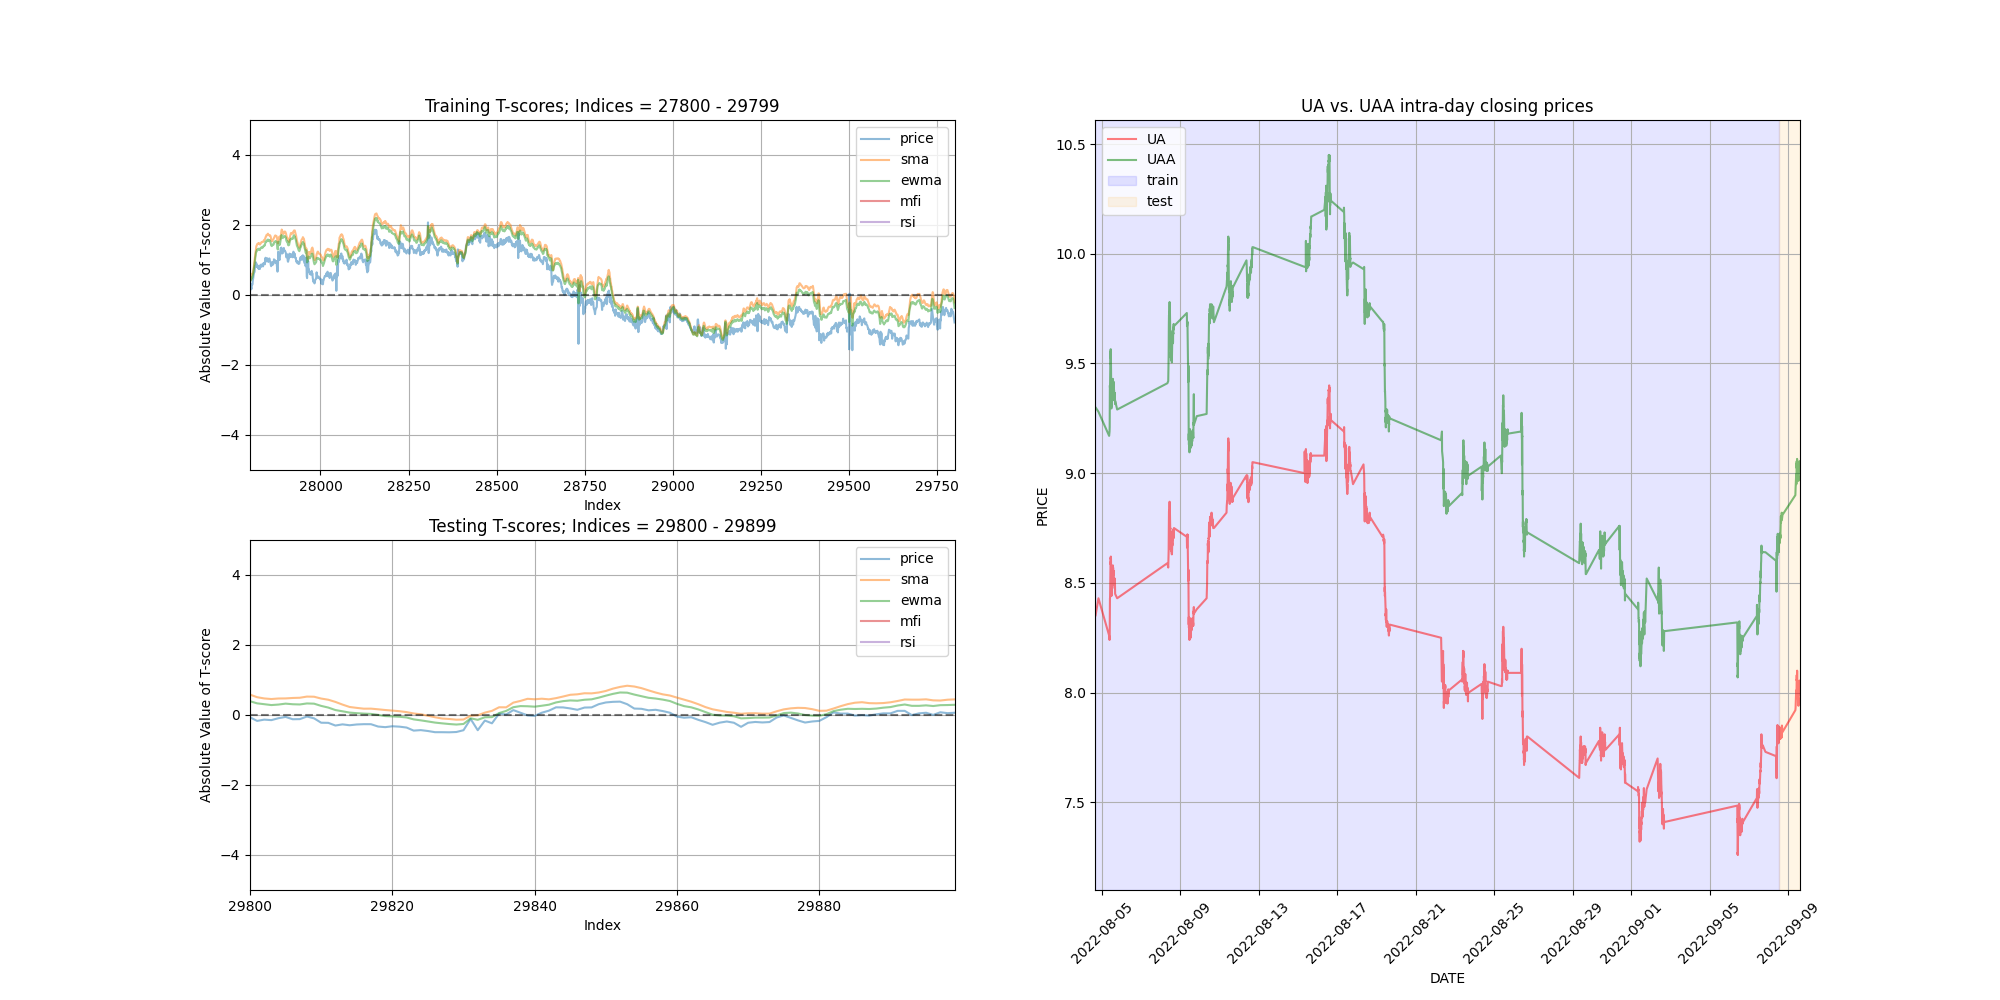 Training T-scores; Indices = 27800 - 29799
Absolute Value of T-score
4
2
0
−2
−4
price
sma
ewma
mfi
rsi
28000 28250 28500 28750 29000 29250 29500 29750
Index
Testing T-scores; Indices = 29800 - 29899
Absolute Value of T-score
4
2
0
−2
−4
price
sma
ewma
mfi
rsi
29800 29820 29840 29860 29880
Index
UA vs. UAA intra-day closing prices
PRICE
10.5
10.0
9.5
9.0
8.5
8.0
7.5
UA
UAA
train
test
2022-08-05 2022-08-09 2022-08-13 2022-08-17 2022-08-21 2022-08-25 2022-08-29 2022-09-01 2022-09-05 2022-09-09
DATE